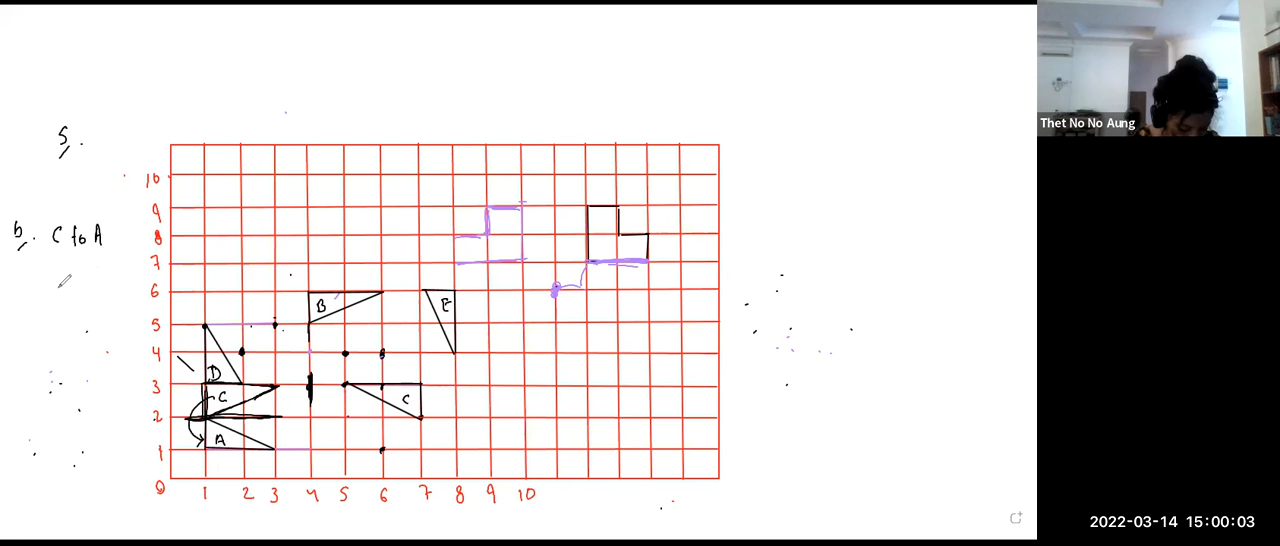 5.
6. C to A
10
9
8
7
6
5
4
3
2
1
0
B
E
D
C
C
A
1 2 3 4 5 6 7 8 9 10
Thet No No Aung
2022-03-14 15:00:03